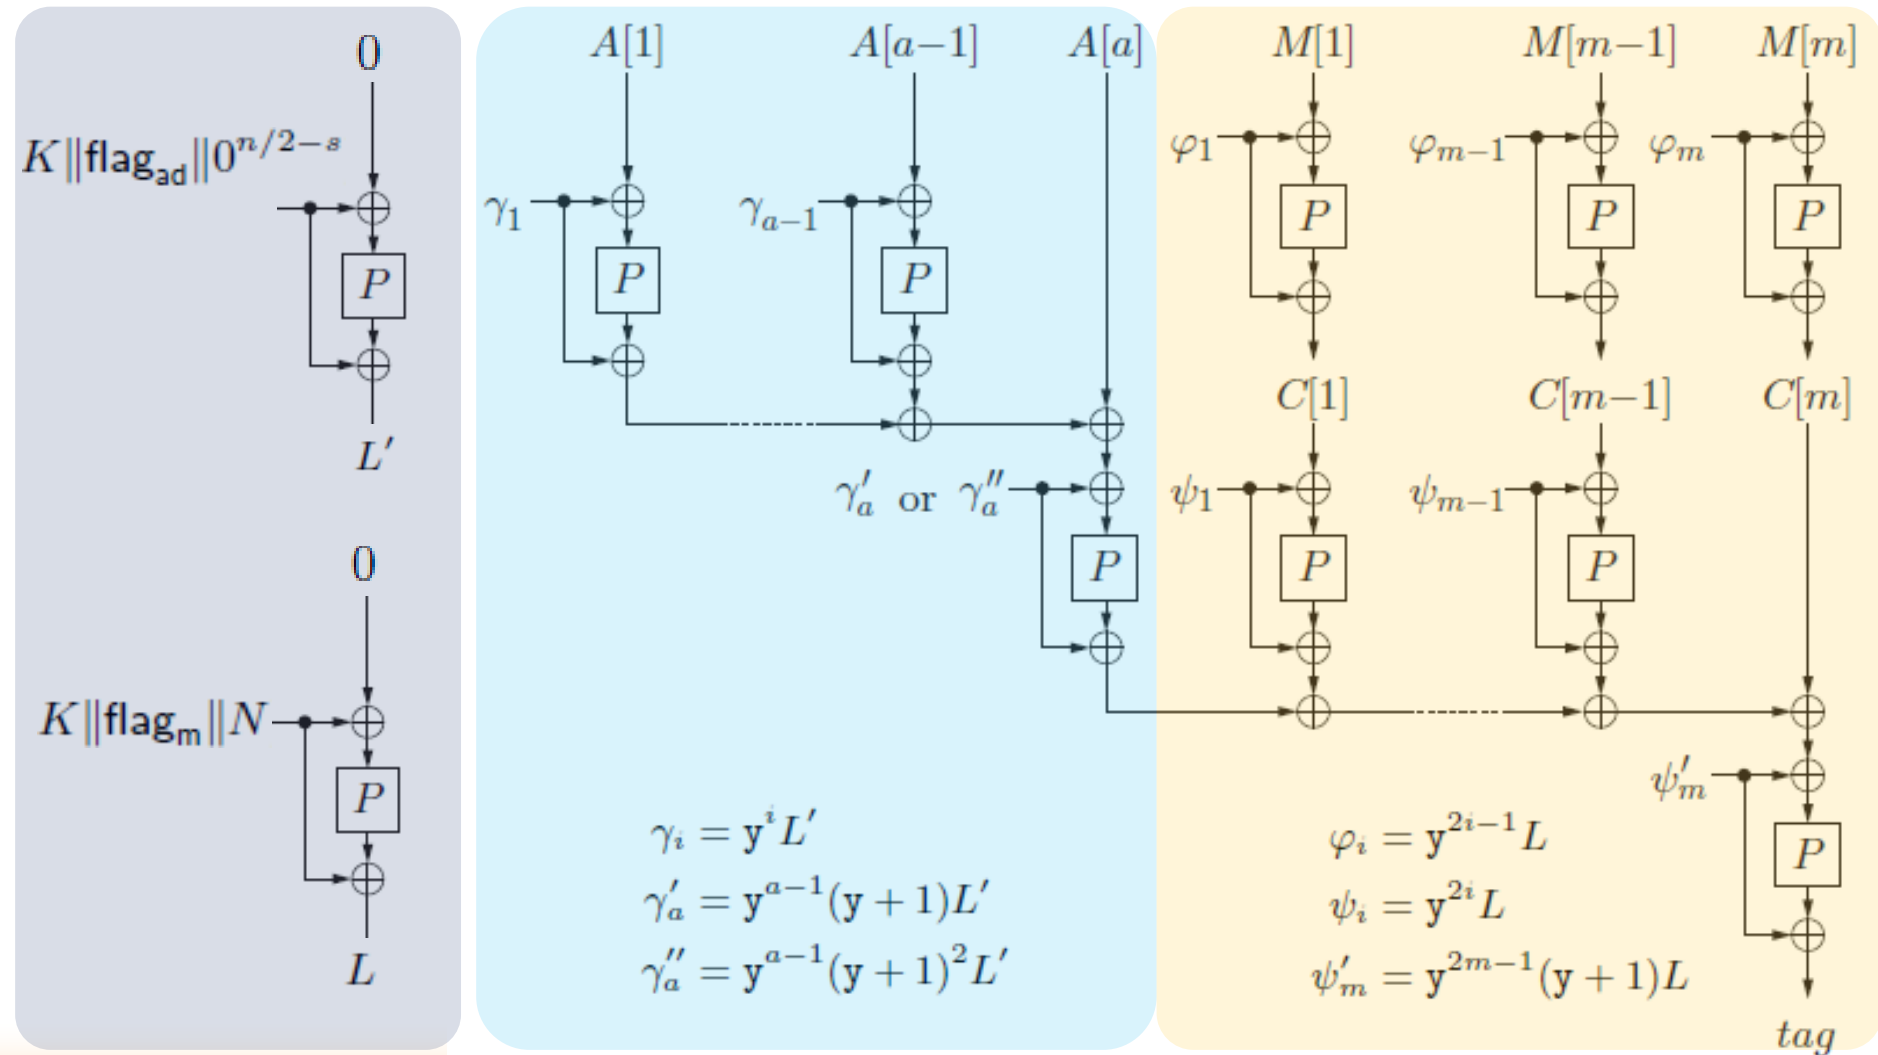 0
K‖flag_ad‖0^{n/2−s}
P
L′
0
K‖flag_m‖N
P
L
A[1] A[a−1] A[a]
γ_1 γ_{a−1}
P P
γ′_a or γ″_a
P
γ_i = y^i L′
γ′_a = y^{a−1}(y + 1)L′
γ″_a = y^{a−1}(y + 1)^2 L′
M[1] M[m−1] M[m]
φ_1 φ_{m−1} φ_m
P P P
C[1] C[m−1] C[m]
ψ_1 ψ_{m−1}
P P
ψ′_m
P
φ_i = y^{2i−1}L
ψ_i = y^{2i}L
ψ′_m = y^{2m−1}(y + 1)L
tag